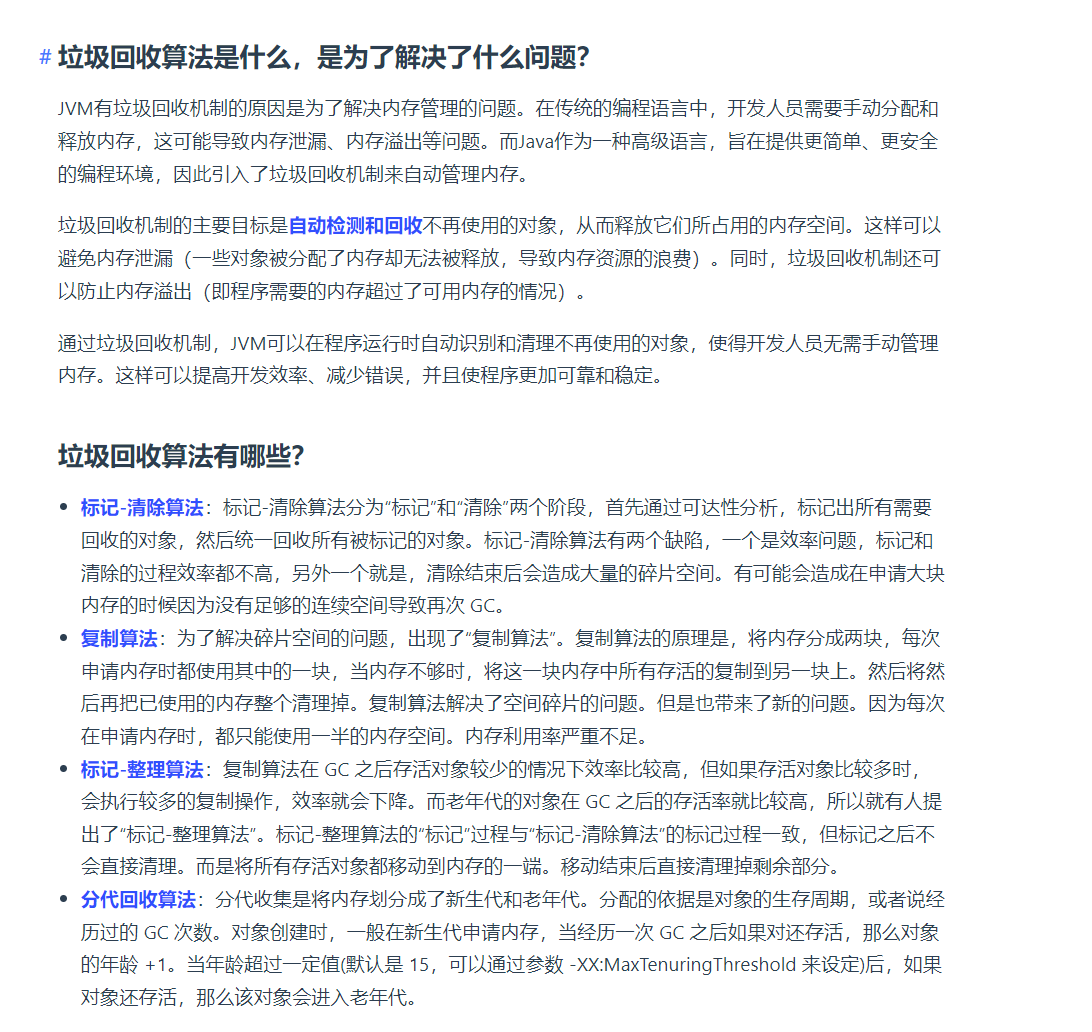 # 垃圾回收算法是什么，是为了解决了什么问题？
JVM有垃圾回收机制的原因是为了解决内存管理的问题。在传统的编程语言中，开发人员需要手动分配和
释放内存，这可能导致内存泄漏、内存溢出等问题。而Java作为一种高级语言，旨在提供更简单、更安全
的编程环境，因此引入了垃圾回收机制来自动管理内存。
垃圾回收机制的主要目标是自动检测和回收不再使用的对象，从而释放它们所占用的内存空间。这样可以
避免内存泄漏（一些对象被分配了内存却无法被释放，导致内存资源的浪费）。同时，垃圾回收机制还可
以防止内存溢出（即程序需要的内存超过了可用内存的情况）。
通过垃圾回收机制，JVM可以在程序运行时自动识别和清理不再使用的对象，使得开发人员无需手动管理
内存。这样可以提高开发效率、减少错误，并且使程序更加可靠和稳定。
垃圾回收算法有哪些？
• 标记-清除算法：标记-清除算法分为“标记”和“清除”两个阶段，首先通过可达性分析，标记出所有需要
回收的对象，然后统一回收所有被标记的对象。标记-清除算法有两个缺陷，一个是效率问题，标记和
清除的过程效率都不高，另外一个就是，清除结束后会造成大量的碎片空间。有可能会造成在申请大块
内存的时候因为没有足够的连续空间导致再次 GC。
• 复制算法：为了解决碎片空间的问题，出现了“复制算法”。复制算法的原理是，将内存分成两块，每次
申请内存时都使用其中的一块，当内存不够时，将这一块内存中所有存活的复制到另一块上。然后将然
后再把已使用的内存整个清理掉。复制算法解决了空间碎片的问题。但是也带来了新的问题。因为每次
在申请内存时，都只能使用一半的内存空间。内存利用率严重不足。
• 标记-整理算法：复制算法在 GC 之后存活对象较少的情况下效率比较高，但如果存活对象比较多时，
会执行较多的复制操作，效率就会下降。而老年代的对象在 GC 之后的存活率就比较高，所以就有人提
出了“标记-整理算法”。标记-整理算法的“标记”过程与“标记-清除算法”的标记过程一致，但标记之后不
会直接清理。而是将所有存活对象都移动到内存的一端。移动结束后直接清理掉剩余部分。
• 分代回收算法：分代收集是将内存划分成了新生代和老年代。分配的依据是对象的生存周期，或者说经
历过的 GC 次数。对象创建时，一般在新生代申请内存，当经历一次 GC 之后如果对还存活，那么对象
的年龄 +1。当年龄超过一定值(默认是 15，可以通过参数 -XX:MaxTenuringThreshold 来设定)后，如果
对象还存活，那么该对象会进入老年代。